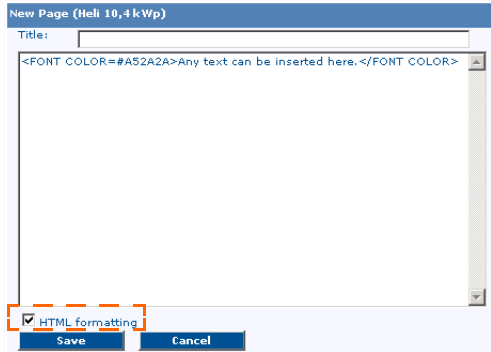 New Page (Heli 10,4 kWp)
Title:
<FONT COLOR=#A52A2A>Any text can be inserted here.</FONT COLOR>
HTML formatting
Save Cancel